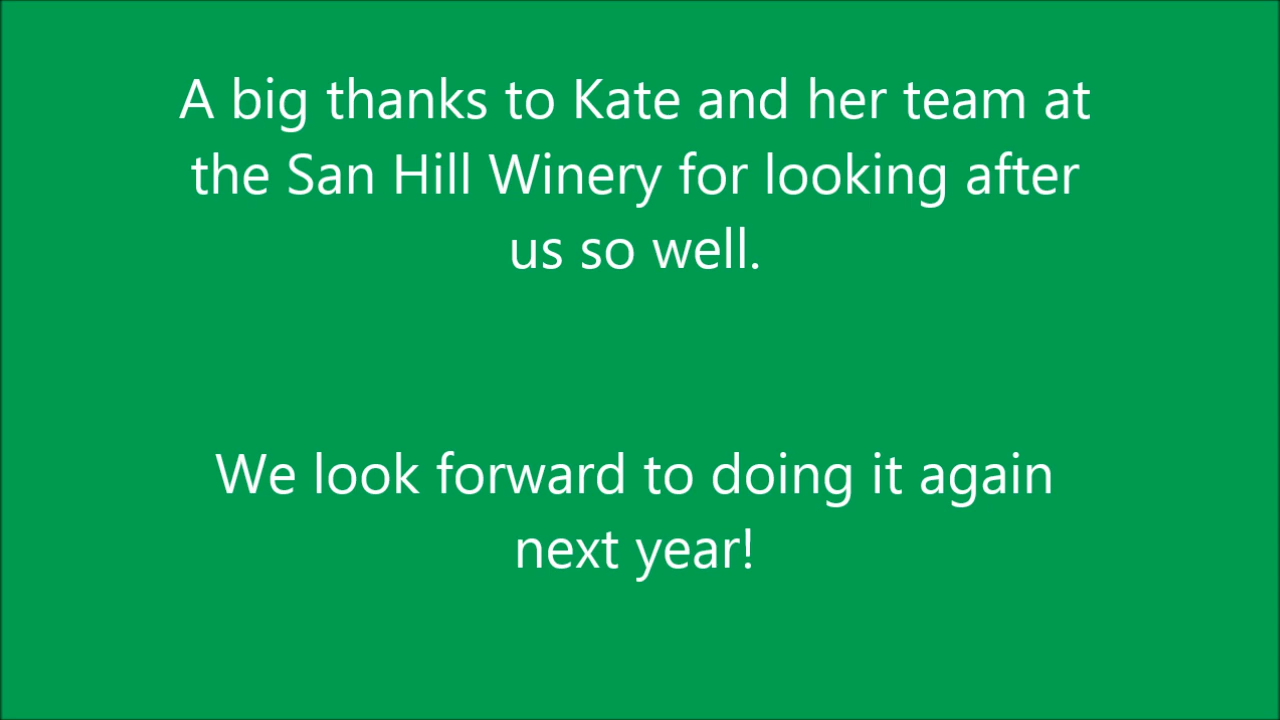 A big thanks to Kate and her team at
the San Hill Winery for looking after
us so well.
We look forward to doing it again
next year!